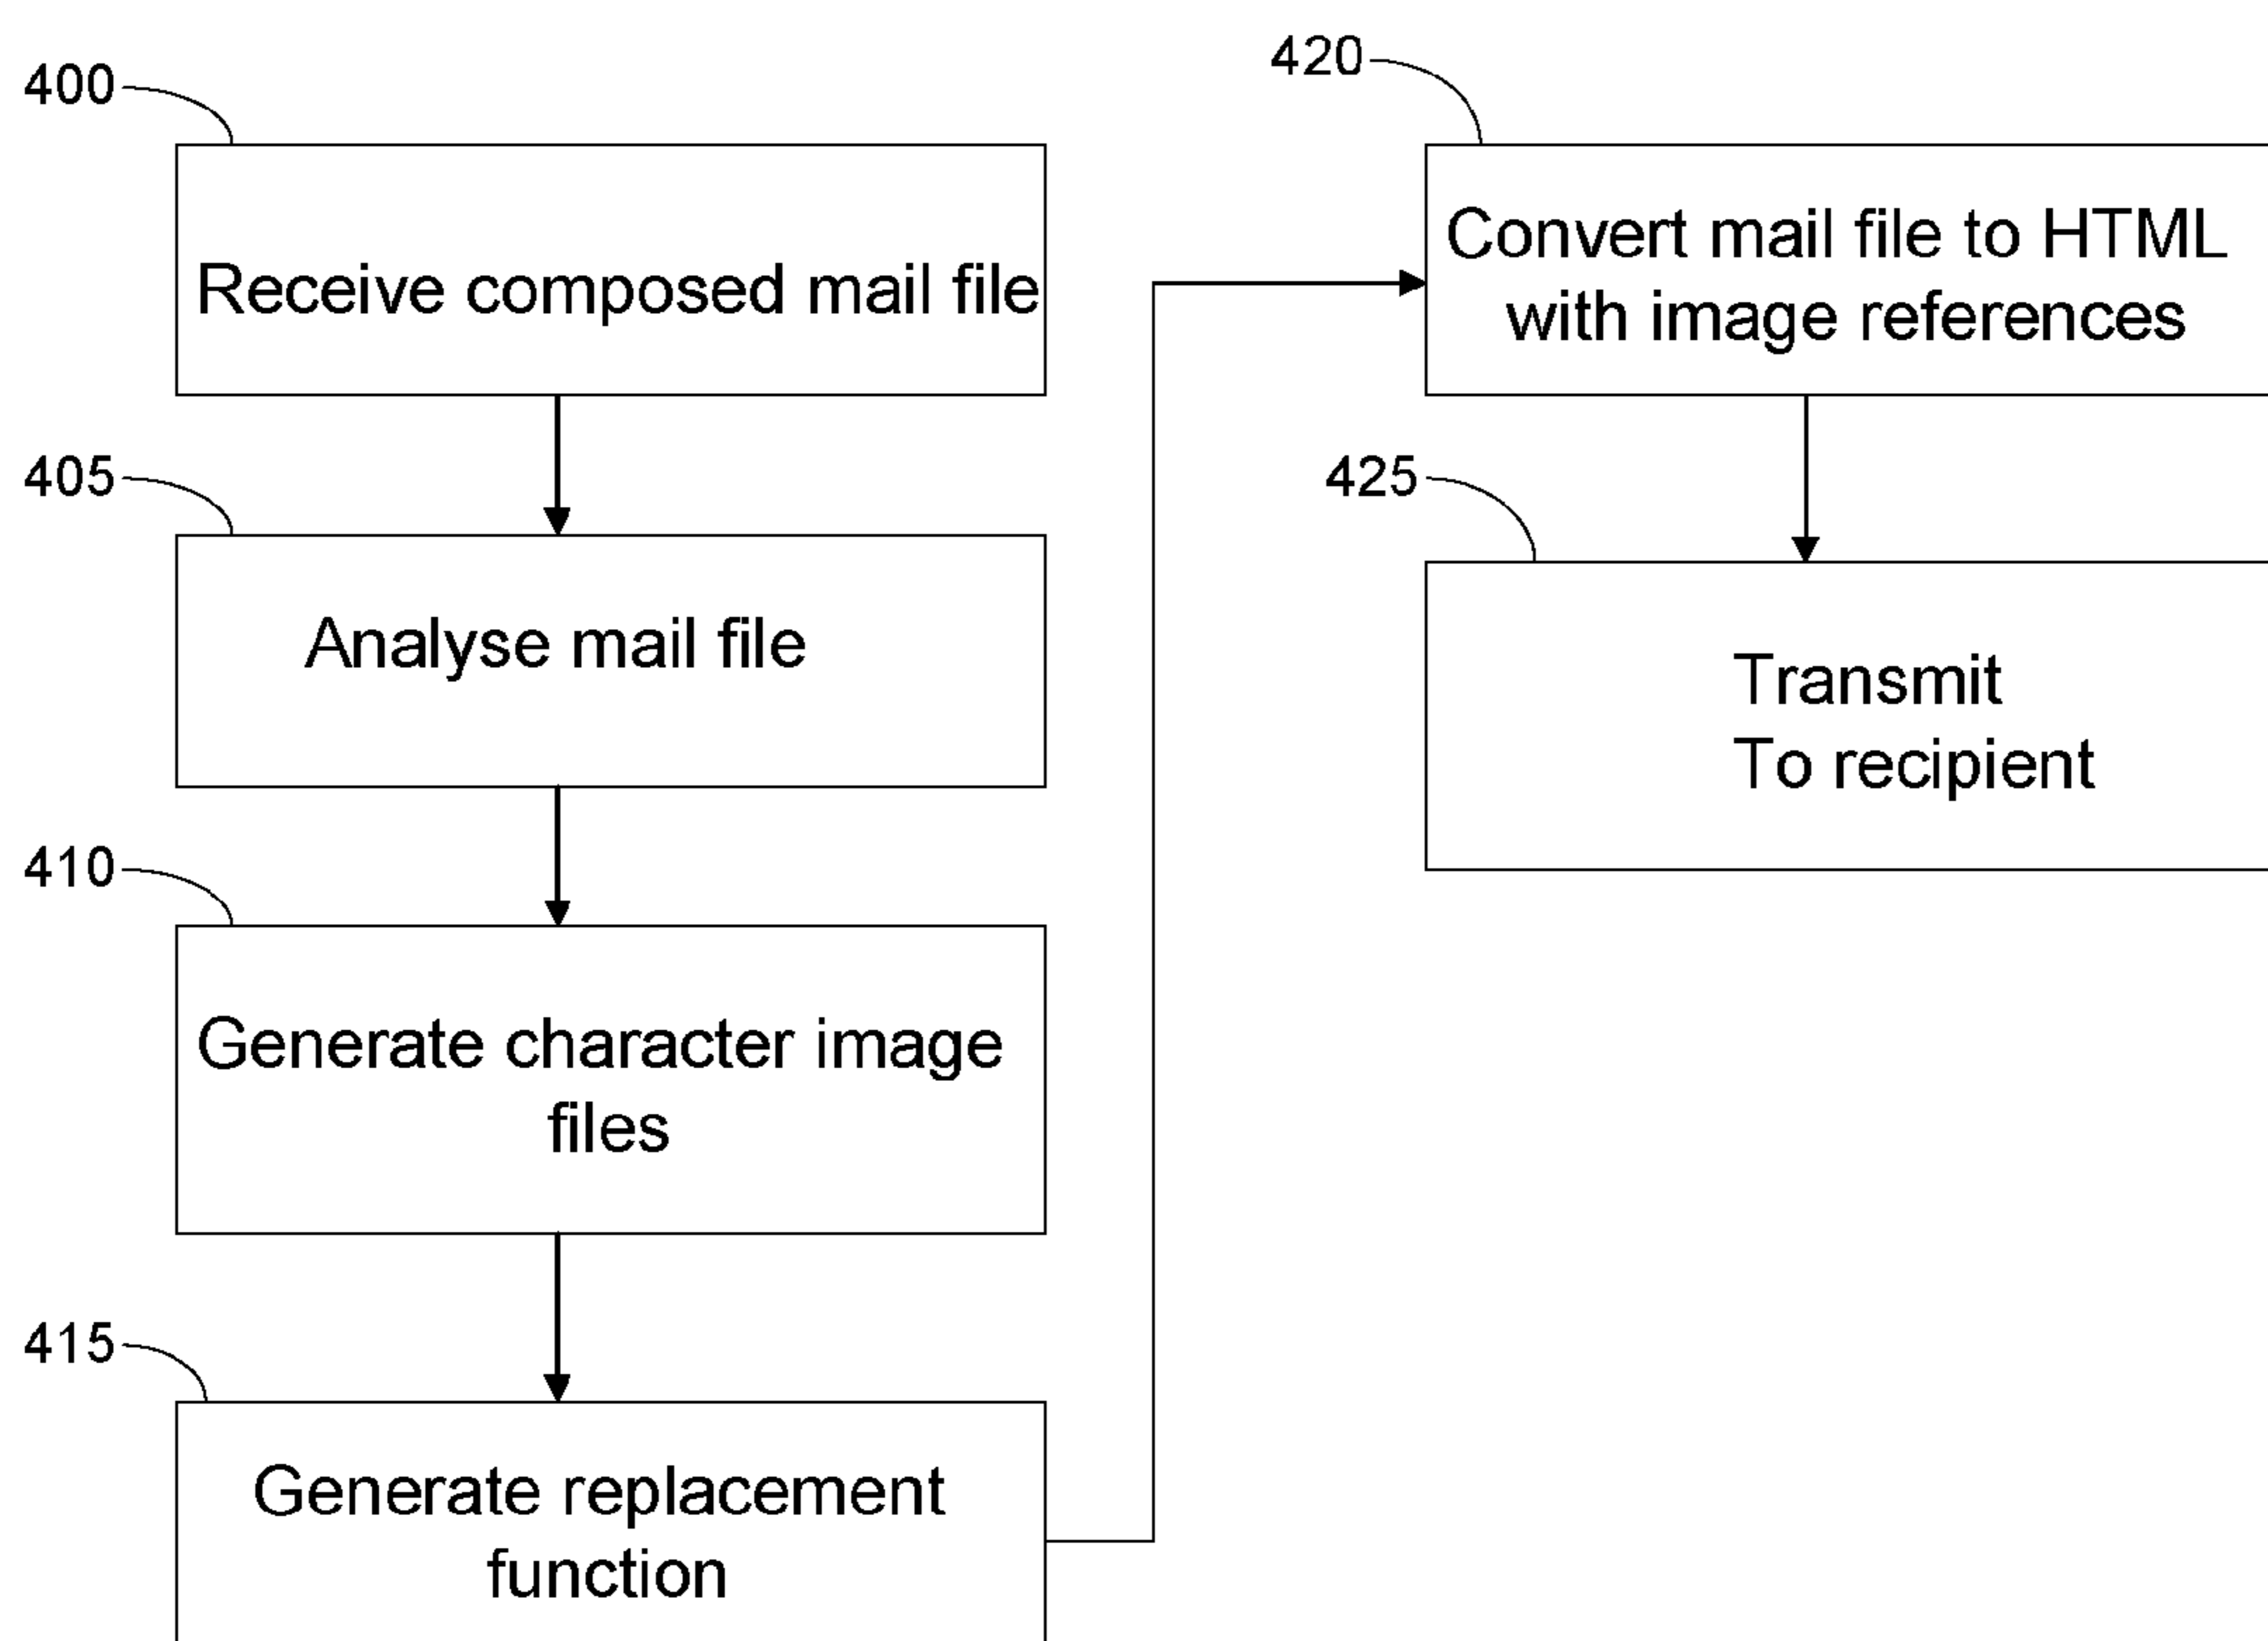 400
Receive composed mail file
405
Analyse mail file
410
Generate character image
files
415
Generate replacement
function
420
Convert mail file to HTML
with image references
425
Transmit
To recipient